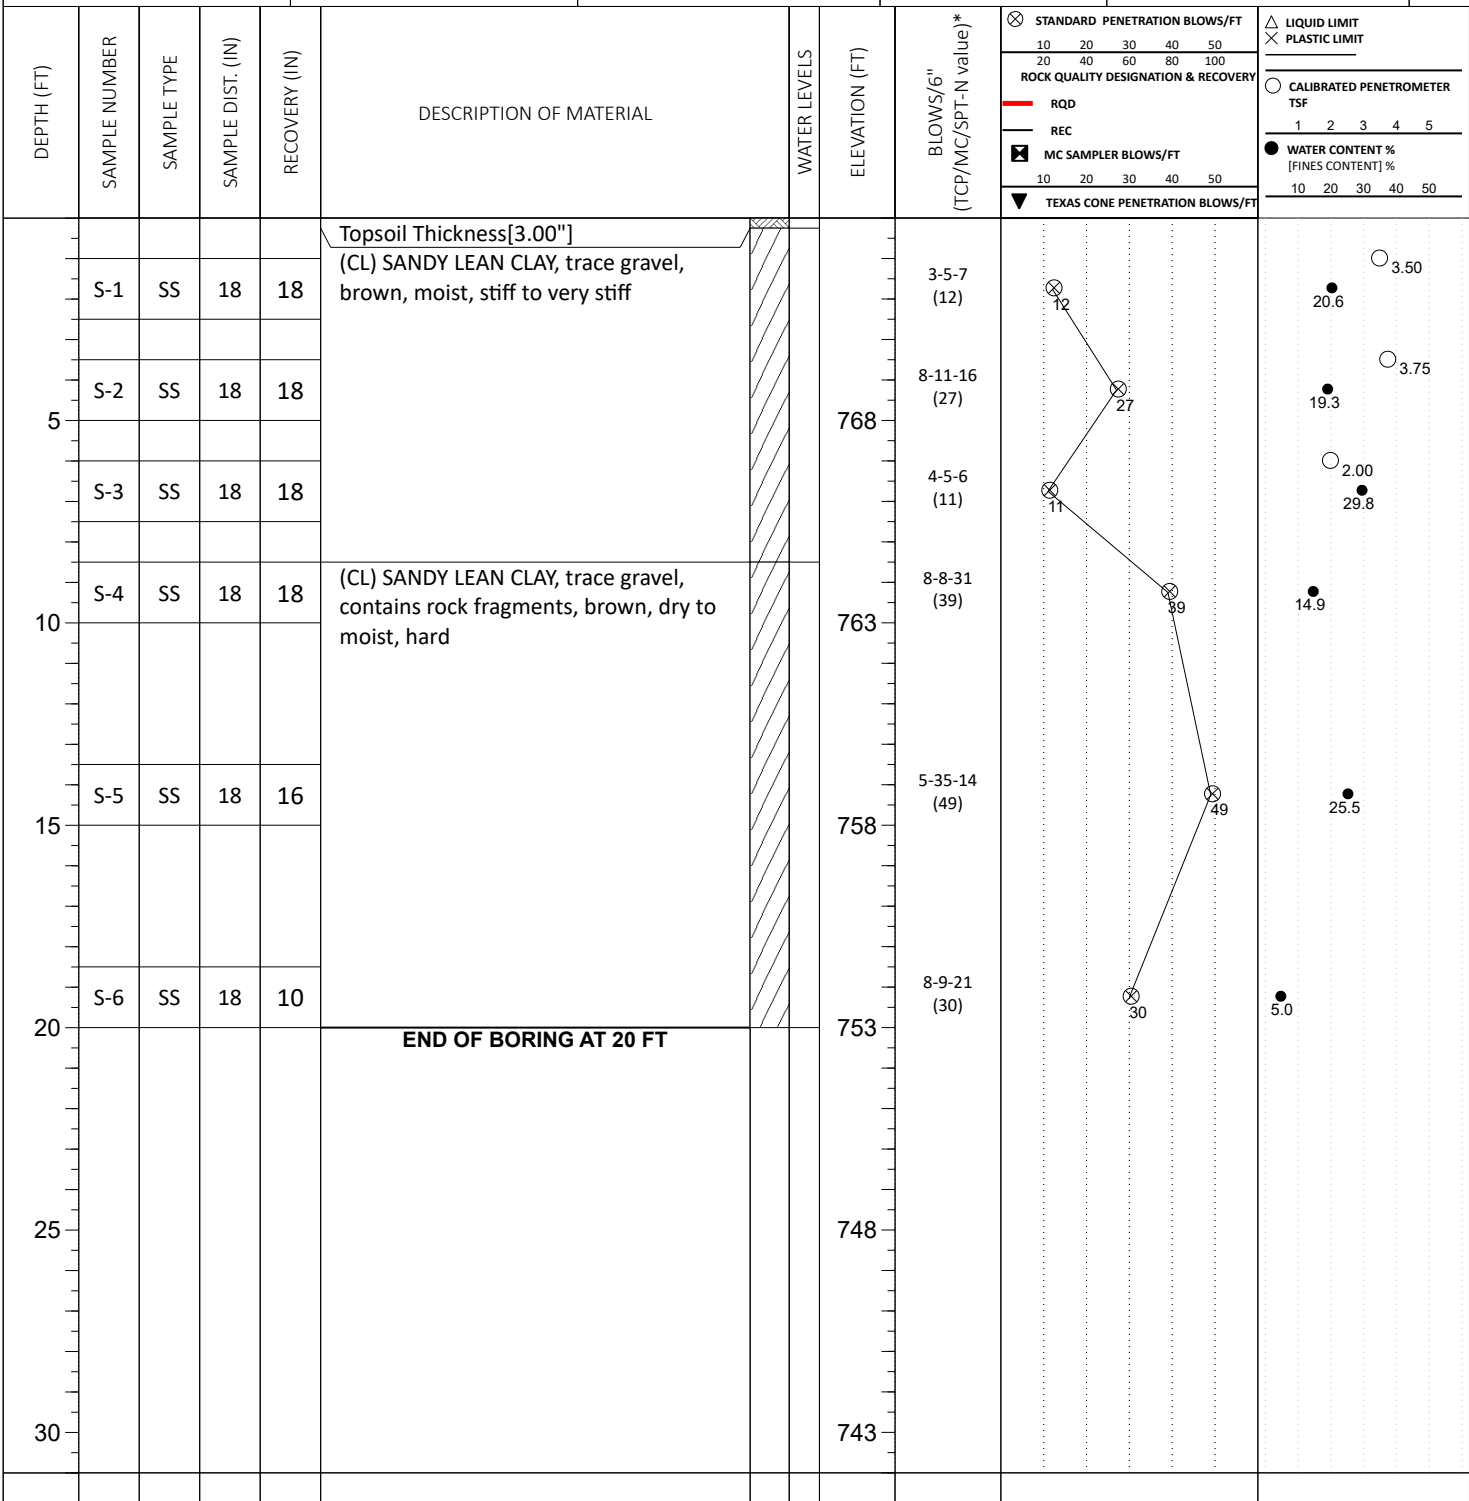 DEPTH (FT)
SAMPLE NUMBER
SAMPLE TYPE
SAMPLE DIST. (IN)
RECOVERY (IN)
DESCRIPTION OF MATERIAL
WATER LEVELS
ELEVATION (FT)
BLOWS/6"
(TCP/MC/SPT-N value)*
STANDARD PENETRATION BLOWS/FT
10 20 30 40 50
20 40 60 80 100
ROCK QUALITY DESIGNATION & RECOVERY
RQD
REC
MC SAMPLER BLOWS/FT
10 20 30 40 50
TEXAS CONE PENETRATION BLOWS/FT
LIQUID LIMIT
PLASTIC LIMIT
CALIBRATED PENETROMETER
TSF
1 2 3 4 5
WATER CONTENT %
[FINES CONTENT] %
10 20 30 40 50
Topsoil Thickness[3.00"]
(CL) SANDY LEAN CLAY, trace gravel,
brown, moist, stiff to very stiff
S-1 SS 18 18
3-5-7
(12)
12
3.50
20.6
S-2 SS 18 18
8-11-16
(27)
27
3.75
19.3
5
768
S-3 SS 18 18
4-5-6
(11)
11
2.00
29.8
(CL) SANDY LEAN CLAY, trace gravel,
contains rock fragments, brown, dry to
moist, hard
S-4 SS 18 18
8-8-31
(39)
39
14.9
10
763
S-5 SS 18 16
5-35-14
(49)
49
25.5
15
758
S-6 SS 18 10
8-9-21
(30)
30
5.0
20
753
END OF BORING AT 20 FT
25
748
30
743